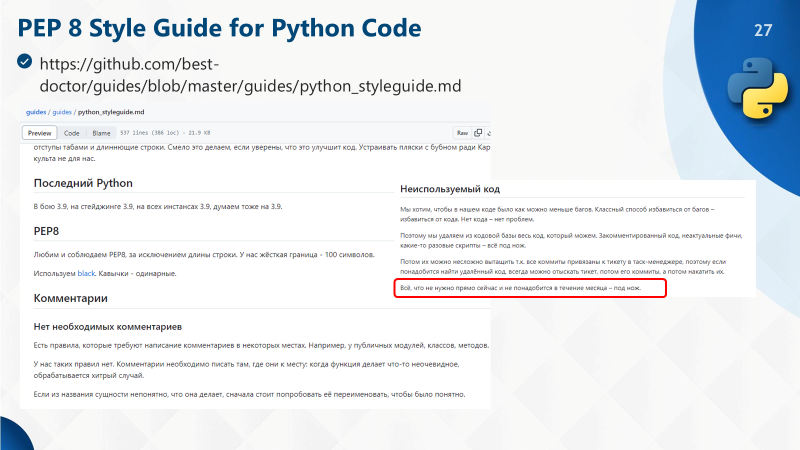 PEP 8 Style Guide for Python Code
27
https://github.com/best-
doctor/guides/blob/master/guides/python_styleguide.md
guides / guides / python_styleguide.md
Preview Code Blame 537 lines (386 loc) · 21.9 KB Raw
отступы табами и длиннющие строки. Смело это делаем, если уверены, что это улучшит код. Устраивать пляски с бубном ради Кар
культа не для нас.
Последний Python
В бою 3.9, на стейджинге 3.9, на всех инстансах 3.9, думаем тоже на 3.9.
PEP8
Любим и соблюдаем PEP8, за исключением длины строки. У нас жёсткая граница - 100 символов.
Используем black. Кавычки - одинарные.
Комментарии
Нет необходимых комментариев
Есть правила, которые требуют написание комментариев в некоторых местах. Например, у публичных модулей, классов, методов.
У нас таких правил нет. Комментарии необходимо писать там, где они к месту: когда функция делает что-то неочевидное,
обрабатывается хитрый случай.
Если из названия сущности непонятно, что она делает, сначала стоит попробовать её переименовать, чтобы было понятно,
Неиспользуемый код
Мы хотим, чтобы в нашем коде было как можно меньше багов. Классный способ избавиться от багов –
избавиться от кода. Нет кода – нет проблем.
Поэтому мы удаляем из кодовой базы весь код, который можем. Закомментированный код, неактуальные фичи,
какие-то разовые скрипты – всё под нож.
Потом их можно несложно вытащить т.к. все коммиты привязаны к тикету в таск-менеджере, поэтому если
понадобится найти удалённый код, всегда можно отыскать тикет, потом его коммиты, а потом накатить их.
Всё, что не нужно прямо сейчас и не понадобится в течение месяца – под нож.